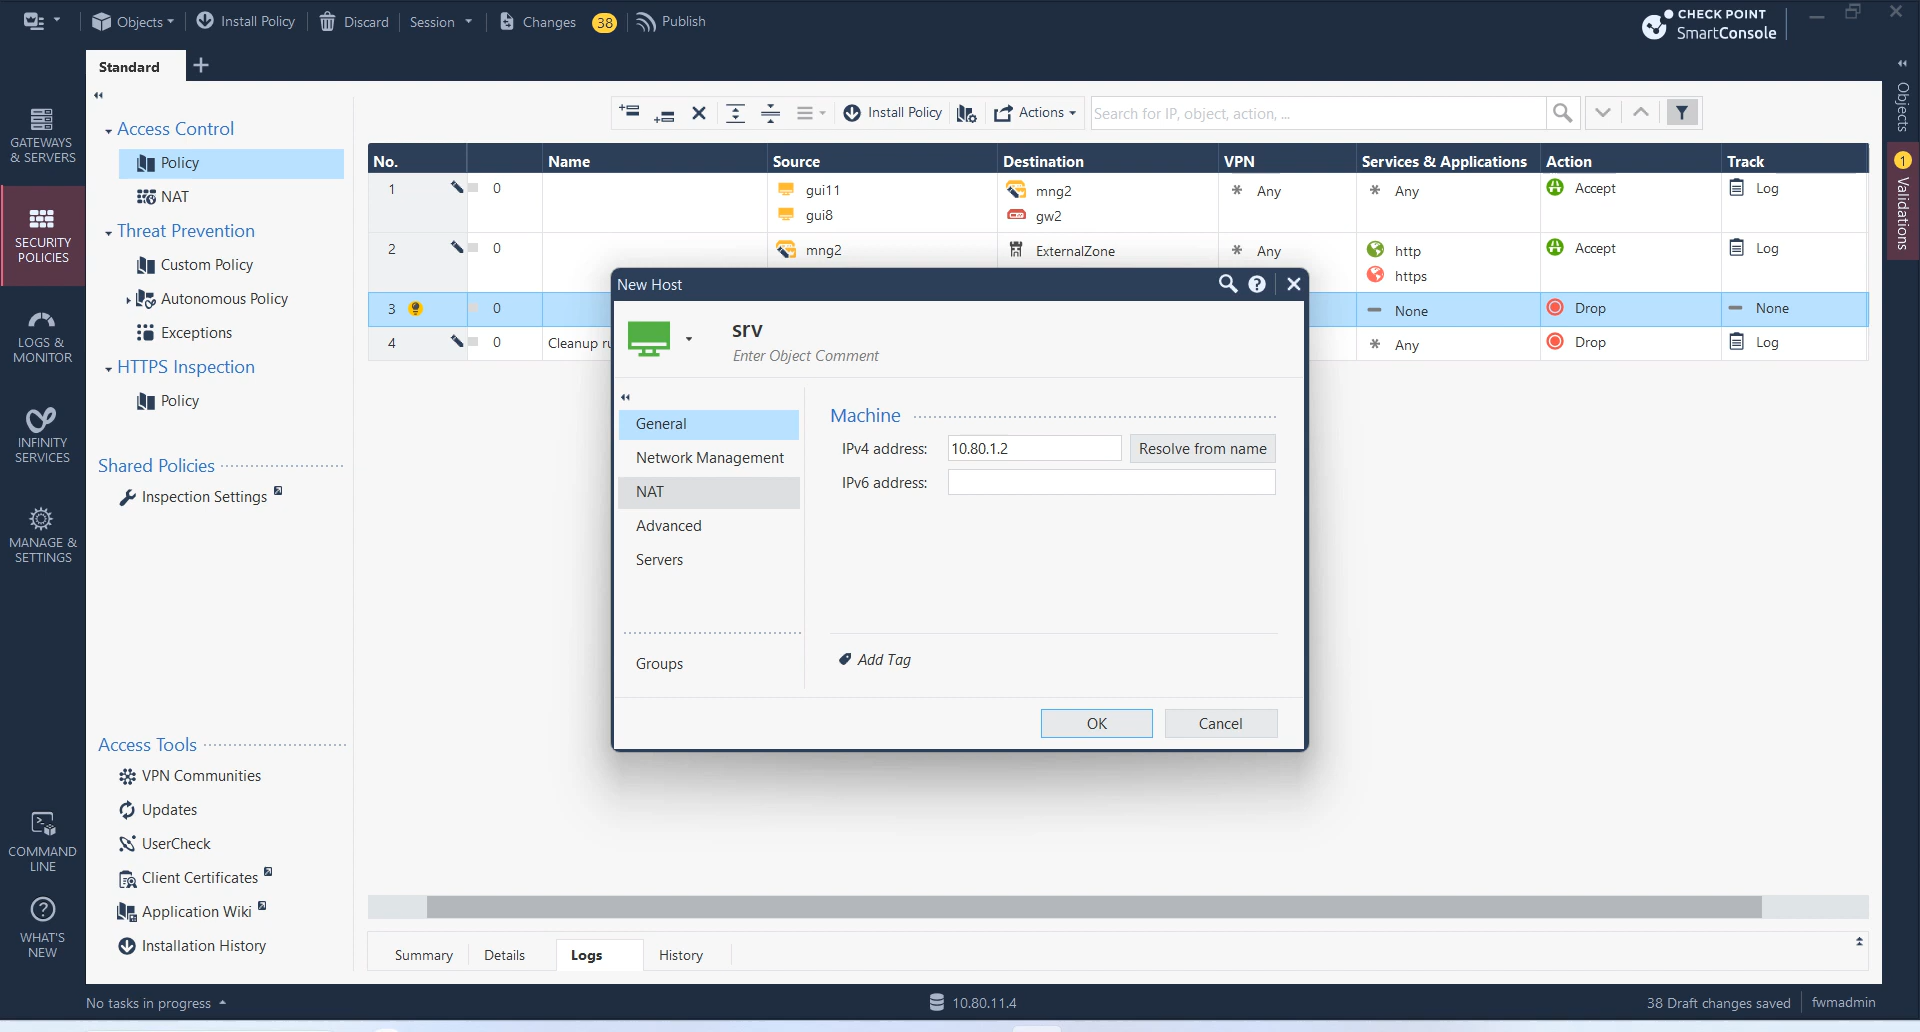 Objects
Install Policy
Discard
Session
Changes
38
Publish
CHECK POINT
SmartConsole
Standard
GATEWAYS
& SERVERS
SECURITY
POLICIES
LOGS &
MONITOR
INFINITY
SERVICES
MANAGE &
SETTINGS
COMMAND
LINE
WHAT'S
NEW
Access Control
Policy
NAT
Threat Prevention
Custom Policy
Autonomous Policy
Exceptions
HTTPS Inspection
Policy
Shared Policies
Inspection Settings
Access Tools
VPN Communities
Updates
UserCheck
Client Certificates
Application Wiki
Installation History
Install Policy
Actions
Search for IP, object, action, ...
No. Name Source Destination VPN Services & Applications Action Track
1 0 gui11 mng2 Any Any Accept Log
gui8 gw2
2 0 mng2 ExternalZone Any http Accept Log
https
3 0 None Drop None
4 0 Cleanup ru Any Drop Log
New Host
srv
Enter Object Comment
General
Network Management
NAT
Advanced
Servers
Groups
Machine
IPv4 address: 10.80.1.2 Resolve from name
IPv6 address:
Add Tag
OK Cancel
Summary Details Logs History
Objects
1
Validations
No tasks in progress
10.80.11.4
38 Draft changes saved
fwmadmin